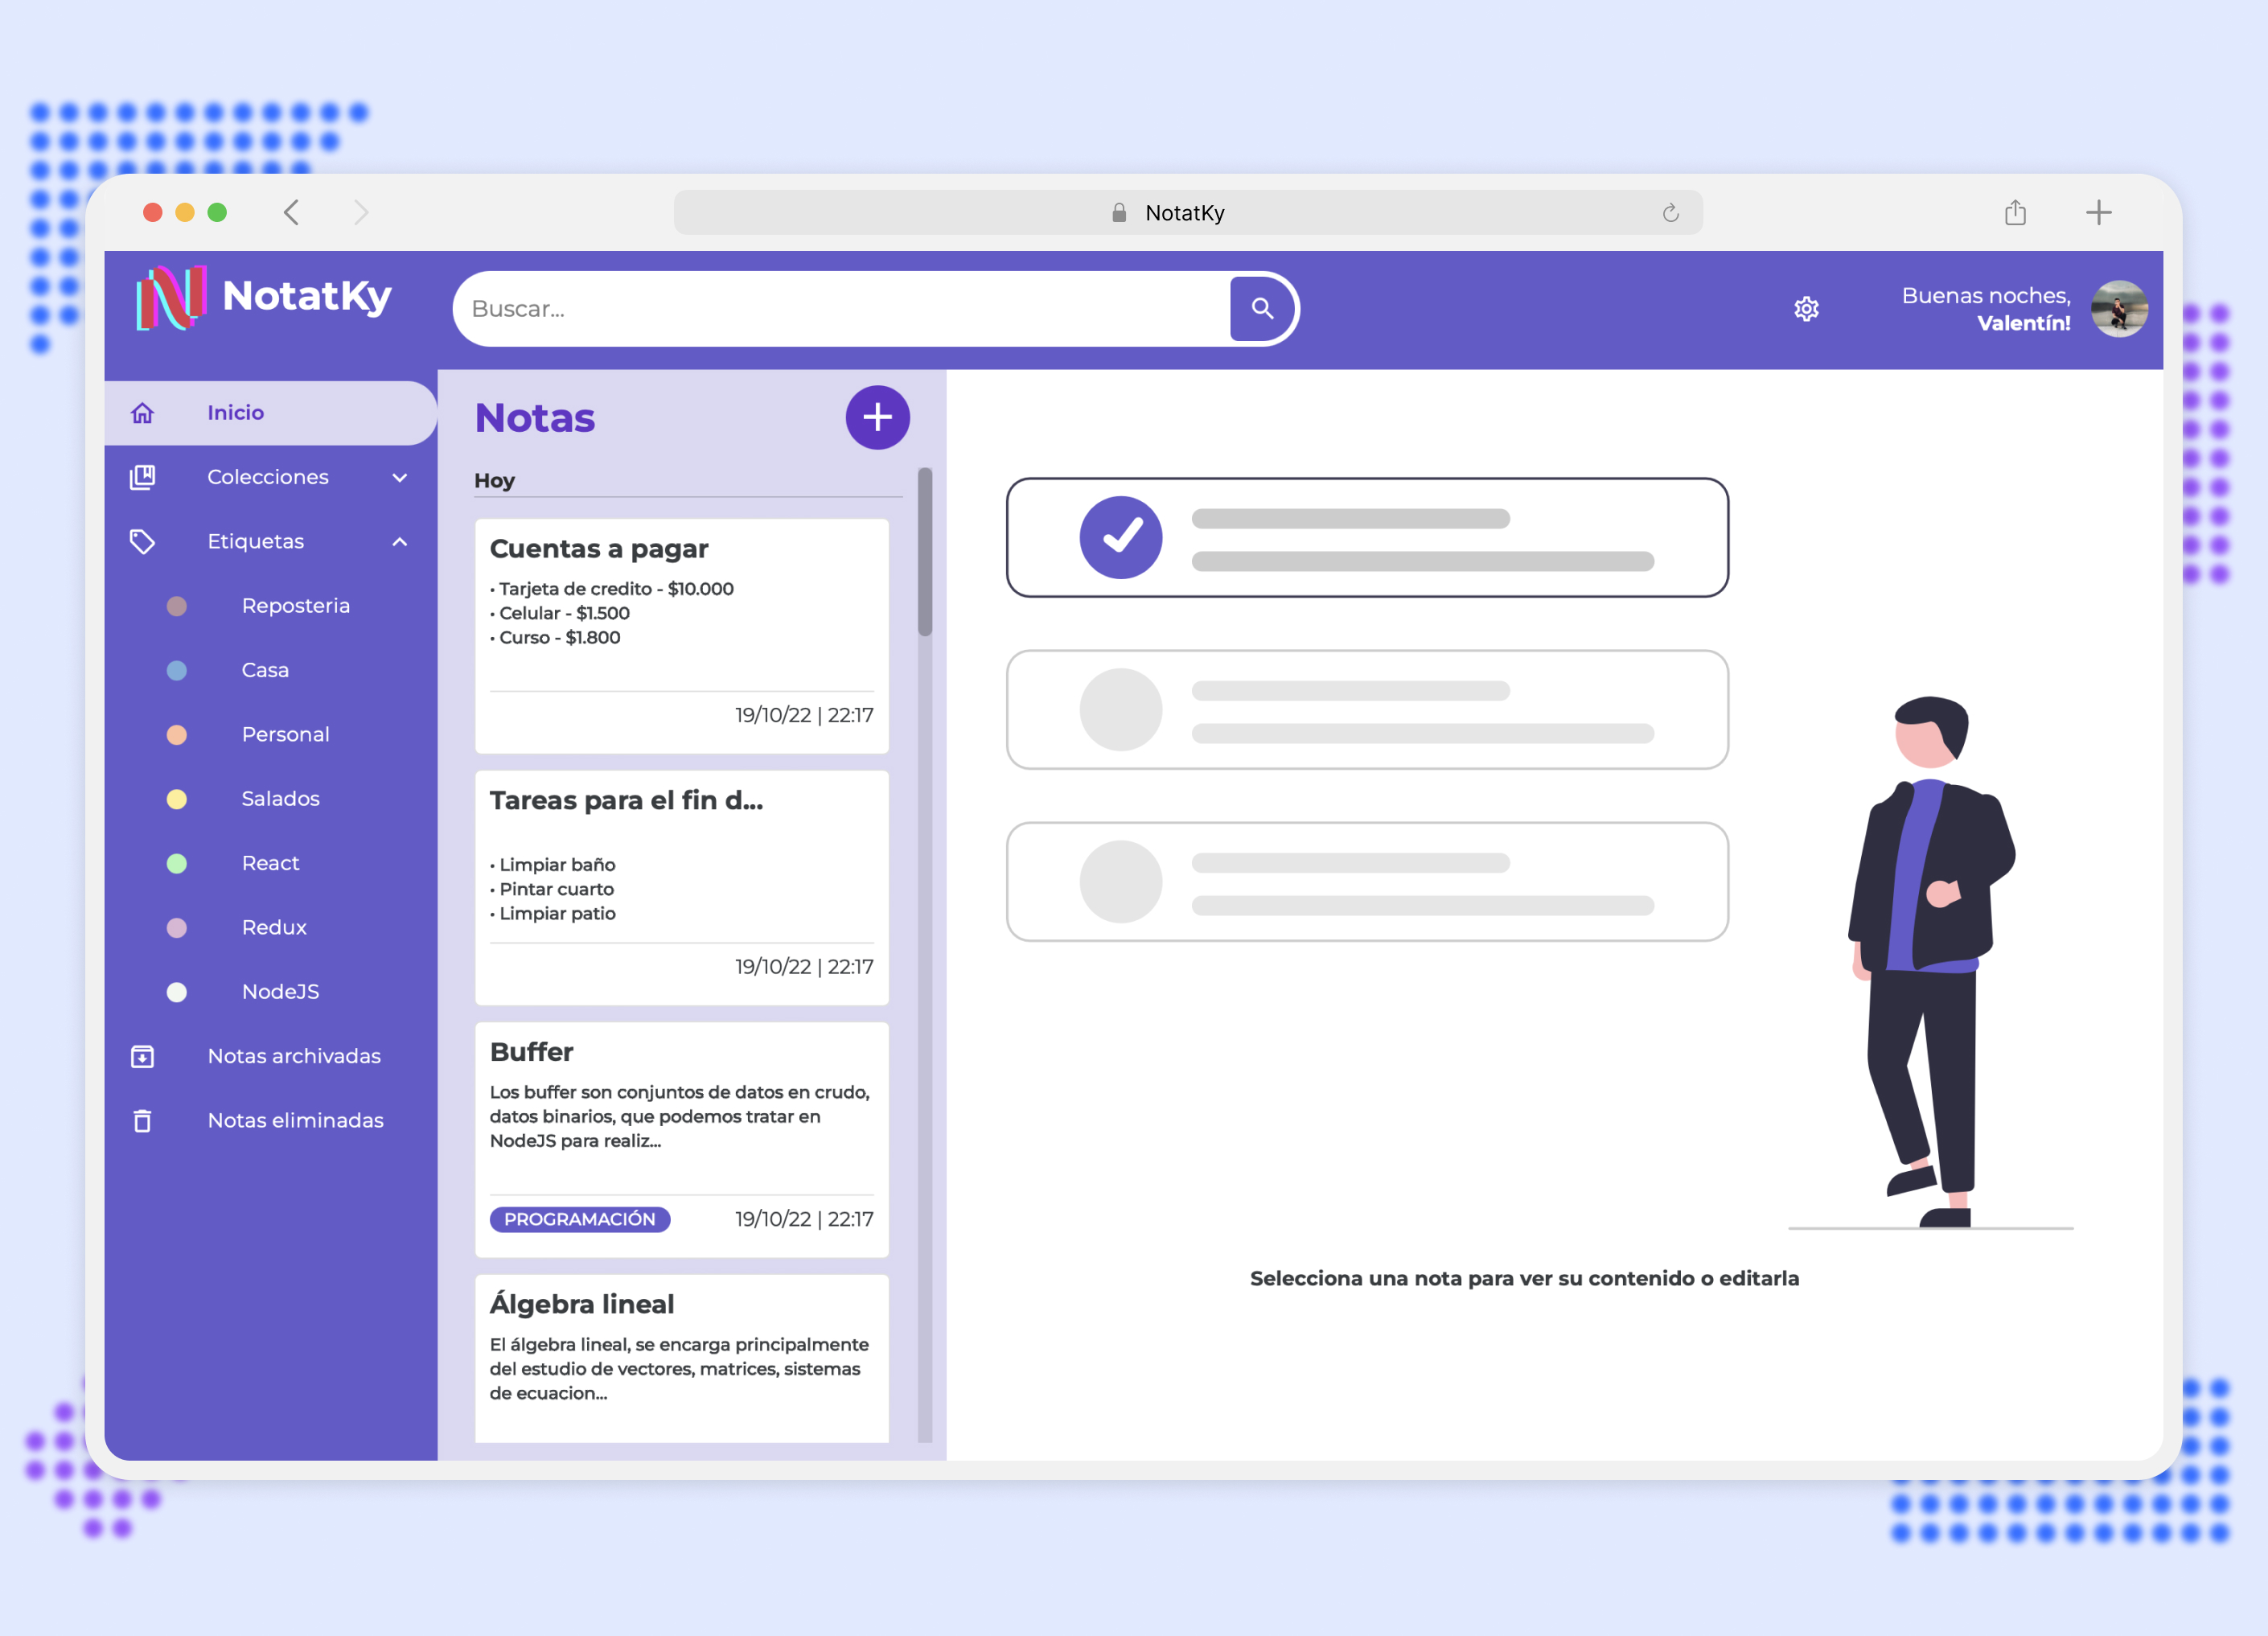 NotatKy
NotatKy
Buscar...
Buenas noches,
Valentín!
Inicio
Colecciones
Etiquetas
Reposteria
Casa
Personal
Salados
React
Redux
NodeJS
Notas archivadas
Notas eliminadas
Notas
Hoy
Cuentas a pagar
• Tarjeta de credito - $10.000
• Celular - $1.500
• Curso - $1.800
19/10/22 | 22:17
Tareas para el fin d...
• Limpiar baño
• Pintar cuarto
• Limpiar patio
19/10/22 | 22:17
Buffer
Los buffer son conjuntos de datos en crudo,
datos binarios, que podemos tratar en
NodeJS para realiz...
PROGRAMACIÓN 19/10/22 | 22:17
Álgebra lineal
El álgebra lineal, se encarga principalmente
del estudio de vectores, matrices, sistemas
de ecuacion...
Selecciona una nota para ver su contenido o editarla